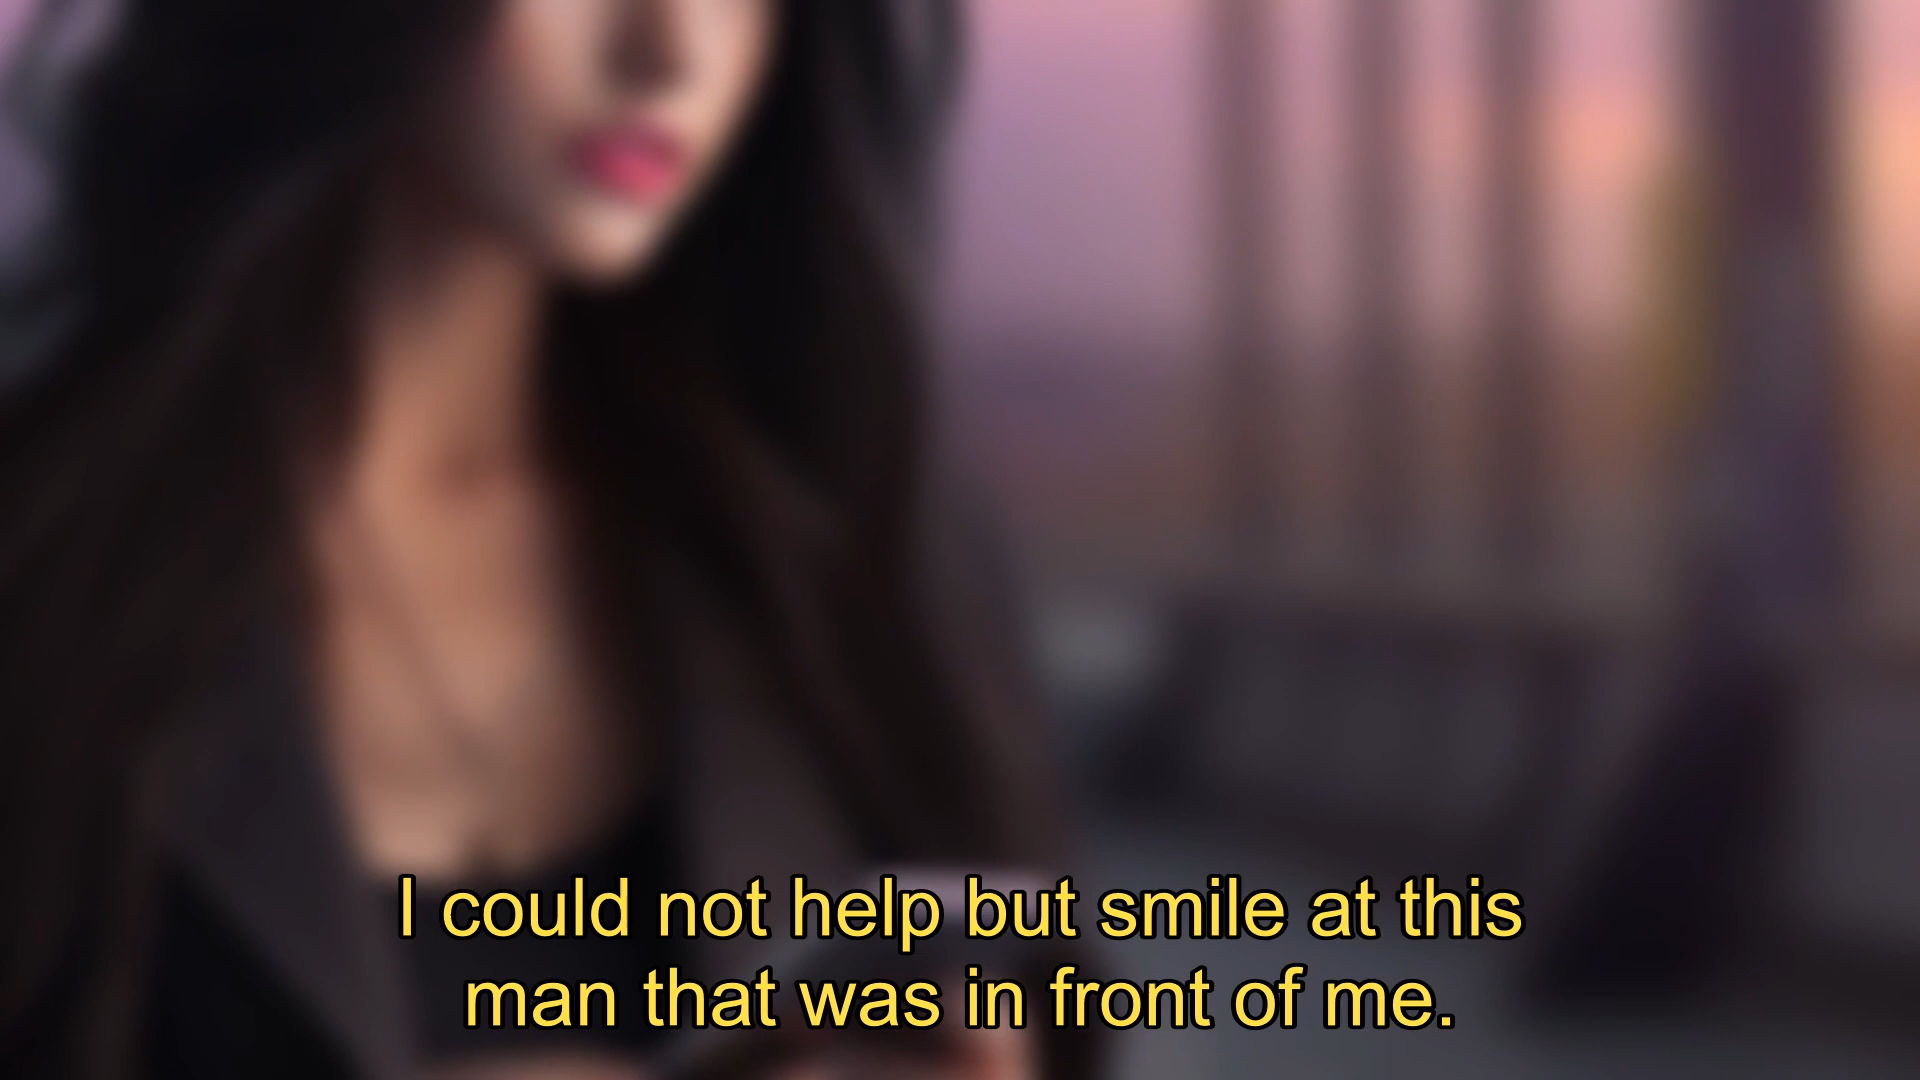 I could not help but smile at this
man that was in front of me.